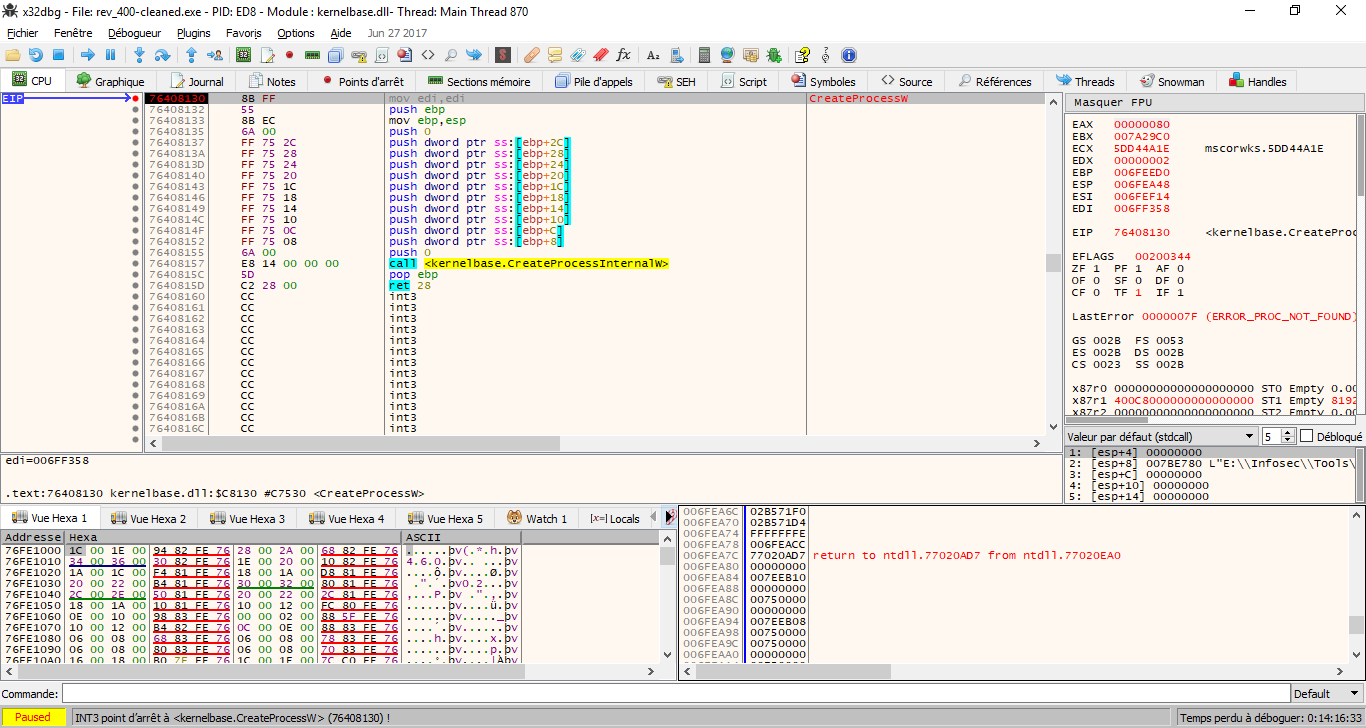 x32dbg - File: rev_400-cleaned.exe - PID: ED8 - Module : kernelbase.dll- Thread: Main Thread 870
Fichier Fenêtre Débogueur Plugins Favoris Options Aide Jun 27 2017
CPU Graphique Journal Notes Points d'arrêt Sections mémoire Pile d'appels SEH Script Symboles Source Références Threads Snowman Handles
EIP
76408130 8B FF mov edi,edi CreateProcessW
76408132 55 push ebp
76408133 8B EC mov ebp,esp
76408135 6A 00 push 0
76408137 FF 75 2C push dword ptr ss:[ebp+2C]
7640813A FF 75 28 push dword ptr ss:[ebp+28]
7640813D FF 75 24 push dword ptr ss:[ebp+24]
76408140 FF 75 20 push dword ptr ss:[ebp+20]
76408143 FF 75 1C push dword ptr ss:[ebp+1C]
76408146 FF 75 18 push dword ptr ss:[ebp+18]
76408149 FF 75 14 push dword ptr ss:[ebp+14]
7640814C FF 75 10 push dword ptr ss:[ebp+10]
7640814F FF 75 0C push dword ptr ss:[ebp+C]
76408152 FF 75 08 push dword ptr ss:[ebp+8]
76408155 6A 00 push 0
76408157 E8 14 00 00 00 call <kernelbase.CreateProcessInternalW>
7640815C 5D pop ebp
7640815D C2 28 00 ret 28
76408160 CC int3
76408161 CC int3
76408162 CC int3
76408163 CC int3
76408164 CC int3
76408165 CC int3
76408166 CC int3
76408167 CC int3
76408168 CC int3
76408169 CC int3
7640816A CC int3
7640816B CC int3
7640816C CC int3
Masquer FPU
EAX 00000080
EBX 007A29C0
ECX 5DD44A1E mscorwks.5DD44A1E
EDX 00000002
EBP 006FEED0
ESP 006FEA48
ESI 006FEF14
EDI 006FF358
EIP 76408130 <kernelbase.CreateProc
EFLAGS 00200344
ZF 1 PF 1 AF 0
OF 0 SF 0 DF 0
CF 0 TF 1 IF 1
LastError 0000007F (ERROR_PROC_NOT_FOUND)
GS 002B FS 0053
ES 002B DS 002B
CS 0023 SS 002B
x87r0 00000000000000000000 ST0 Empty 0.00
x87r1 400C8000000000000000 ST1 Empty 8192
x87r2 00000000000000000000 ST2 Empty 0.00
Valeur par défaut (stdcall) 5 Débloqué
1: [esp+4] 00000000
2: [esp+8] 007BE780 L"E:\\Infosec\\Tools\
3: [esp+C] 00000000
4: [esp+10] 00000000
5: [esp+14] 00000000
edi=006FF358
.text:76408130 kernelbase.dll:$C8130 #C7530 <CreateProcessW>
Vue Hexa 1 Vue Hexa 2 Vue Hexa 3 Vue Hexa 4 Vue Hexa 5 Watch 1 [x=] Locals
Adresse Hexa ASCII
76FE1000 1C 00 1E 00 94 82 FE 76 28 00 2A 00 68 82 FE 76 .......þv(.*.h.þv
76FE1010 34 00 36 00 30 82 FE 76 1E 00 20 00 10 82 FE 76 4.6.0.þv.. ...þv
76FE1020 1A 00 1C 00 F4 81 FE 76 18 00 1A 00 D8 81 FE 76 ....ô.þv....Ø.þv
76FE1030 20 00 22 00 B4 81 FE 76 30 00 32 00 80 81 FE 76 .".´.þv0.2...þv
76FE1040 2C 00 2E 00 50 81 FE 76 20 00 22 00 2C 81 FE 76 ,...P.þv .".,.þv
76FE1050 18 00 1A 00 10 81 FE 76 10 00 12 00 FC 80 FE 76 ......þv....ü.þv
76FE1060 0E 00 10 00 98 83 FE 76 00 00 02 00 88 5F FE 76 ......þv....._þv
76FE1070 10 00 12 00 B4 82 FE 76 0C 00 0E 00 88 83 FE 76 ....´.þv......þv
76FE1080 06 00 08 00 68 83 FE 76 06 00 08 00 78 83 FE 76 ....h.þv....x.þv
76FE1090 06 00 08 00 80 83 FE 76 06 00 08 00 70 83 FE 76 ......þv....p.þv
006FEA6C 02B571F0
006FEA70 02B571D4
006FEA74 FFFFFFFE
006FEA78 006FEACC
006FEA7C 77020AD7 return to ntdll.77020AD7 from ntdll.77020EA0
006FEA80 00000000
006FEA84 007EEB10
006FEA88 00000000
006FEA8C 00750000
006FEA90 00000000
006FEA94 007EEB08
006FEA98 00750000
006FEA9C 00750000
006FEAA0 00000000
Commande: Default
Paused INT3 point d'arrêt à <kernelbase.CreateProcessW> (76408130) ! Temps perdu à déboguer: 0:14:16:33